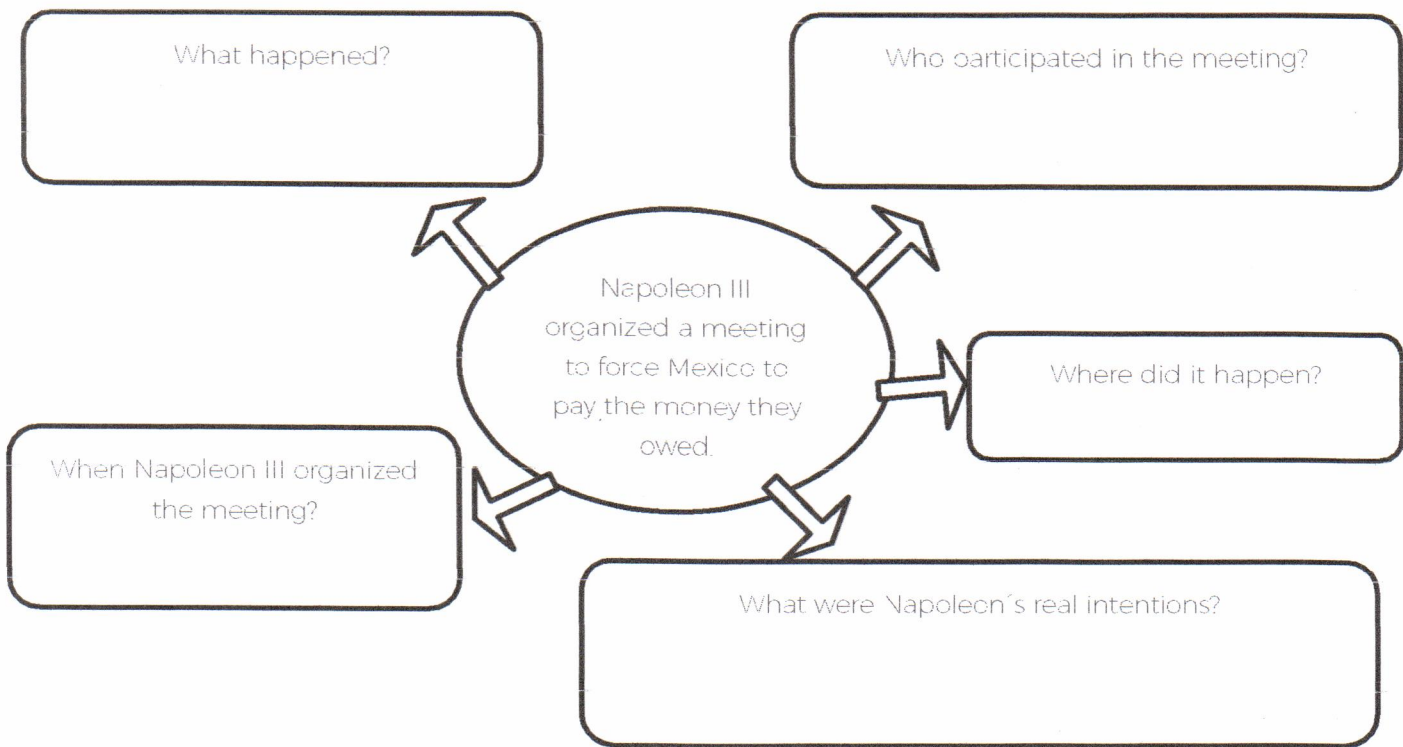 What happened?
Who participated in the meeting?
Napoleon III
organized a meeting
to force Mexico to
pay the money they
owed.
Where did it happen?
When Napoleon III organized
the meeting?
What were Napoleon´s real intentions?